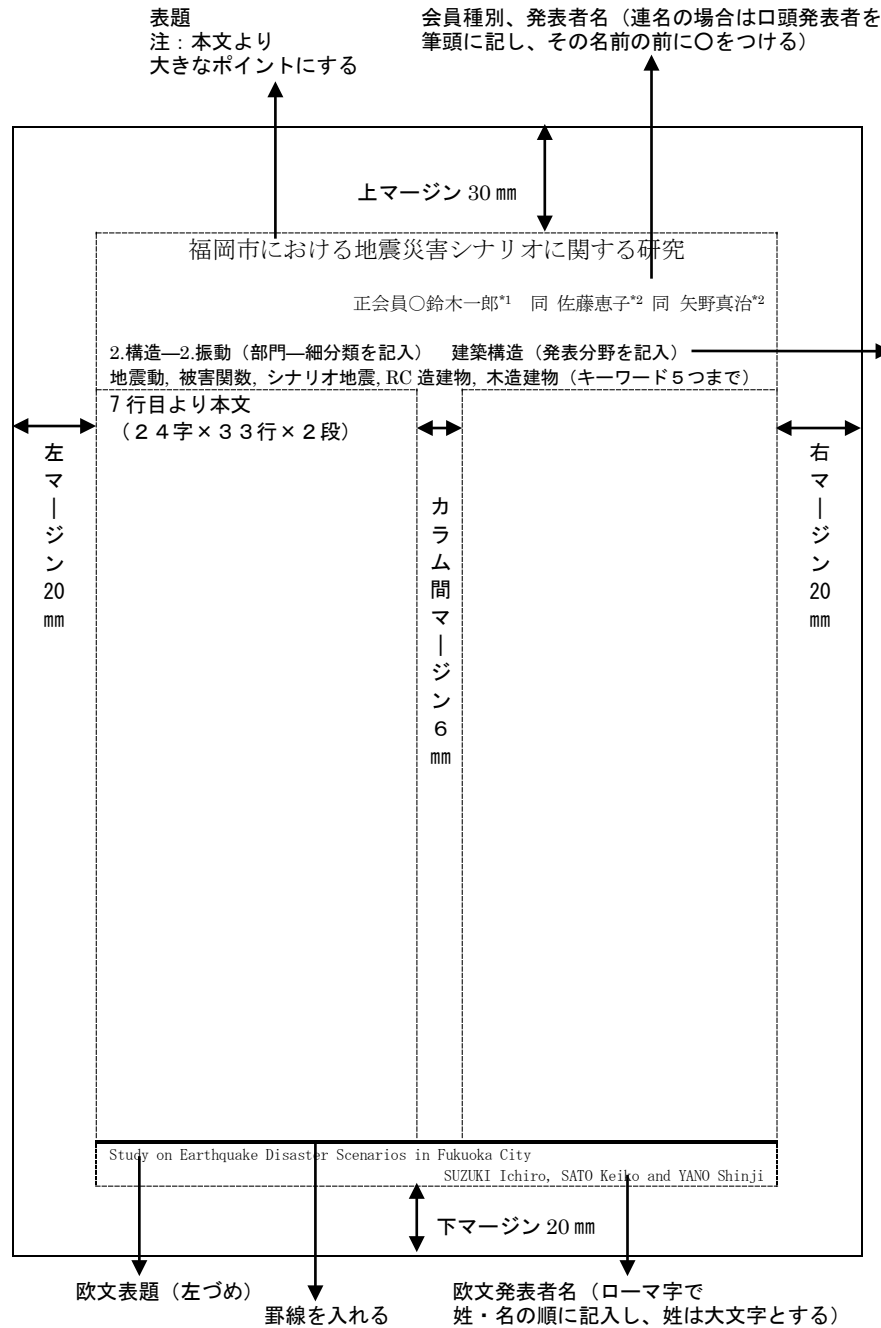 表題
注：本文より
大きなポイントにする
会員種別、発表者名（連名の場合は口頭発表者を
筆頭に記し、その名前の前に〇をつける）
上マージン 30 ㎜
福岡市における地震災害シナリオに関する研究
正会員○鈴木一郎*1　同 佐藤恵子*2 同 矢野真治*2
2.構造―2.振動（部門―細分類を記入）　建築構造（発表分野を記入）
地震動, 被害関数, シナリオ地震, RC 造建物, 木造建物（キーワード５つまで）
7 行目より本文
（２４字×３３行×２段）
左マージン 20 ㎜
カラム間マージン 6 ㎜
右マージン 20 ㎜
Study on Earthquake Disaster Scenarios in Fukuoka City
SUZUKI Ichiro, SATO Keiko and YANO Shinji
下マージン 20 ㎜
欧文表題（左づめ）
罫線を入れる
欧文発表者名（ローマ字で
姓・名の順に記入し、姓は大文字とする）